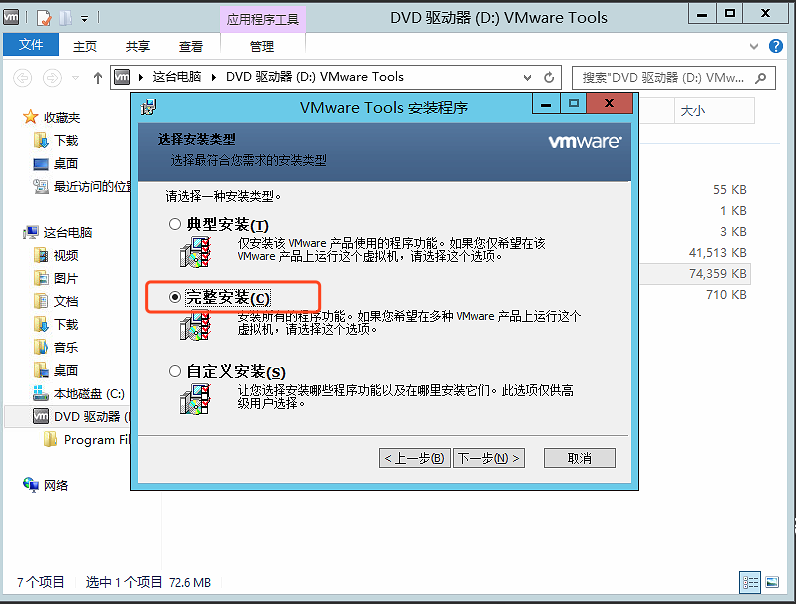 vm
应用程序工具
DVD 驱动器 (D:) VMware Tools
文件
主页
共享
查看
管理
vm
这台电脑
DVD 驱动器 (D:) VMware Tools
搜索"DVD 驱动器 (D:) VMw...
收藏夹
下载
桌面
最近访问的位置
这台电脑
视频
图片
文档
下载
音乐
桌面
本地磁盘 (C:)
vm
DVD 驱动器 (
Program Fil
网络
大小
55 KB
1 KB
3 KB
41,513 KB
74,359 KB
710 KB
VMware Tools 安装程序
选择安装类型
选择最符合您需求的安装类型
vmware
请选择一种安装类型。
典型安装(T)
仅安装该 VMware 产品使用的程序功能。如果您仅希望在该
VMware 产品上运行这个虚拟机，请选择这个选项。
完整安装(C)
安装所有的程序功能。如果您希望在多种 VMware 产品上运行这个
虚拟机，请选择这个选项。
自定义安装(S)
让您选择安装哪些程序功能以及在哪里安装它们。此选项仅供高
级用户选择。
< 上一步(B)
下一步(N) >
取消
7 个项目
选中 1 个项目
72.6 MB